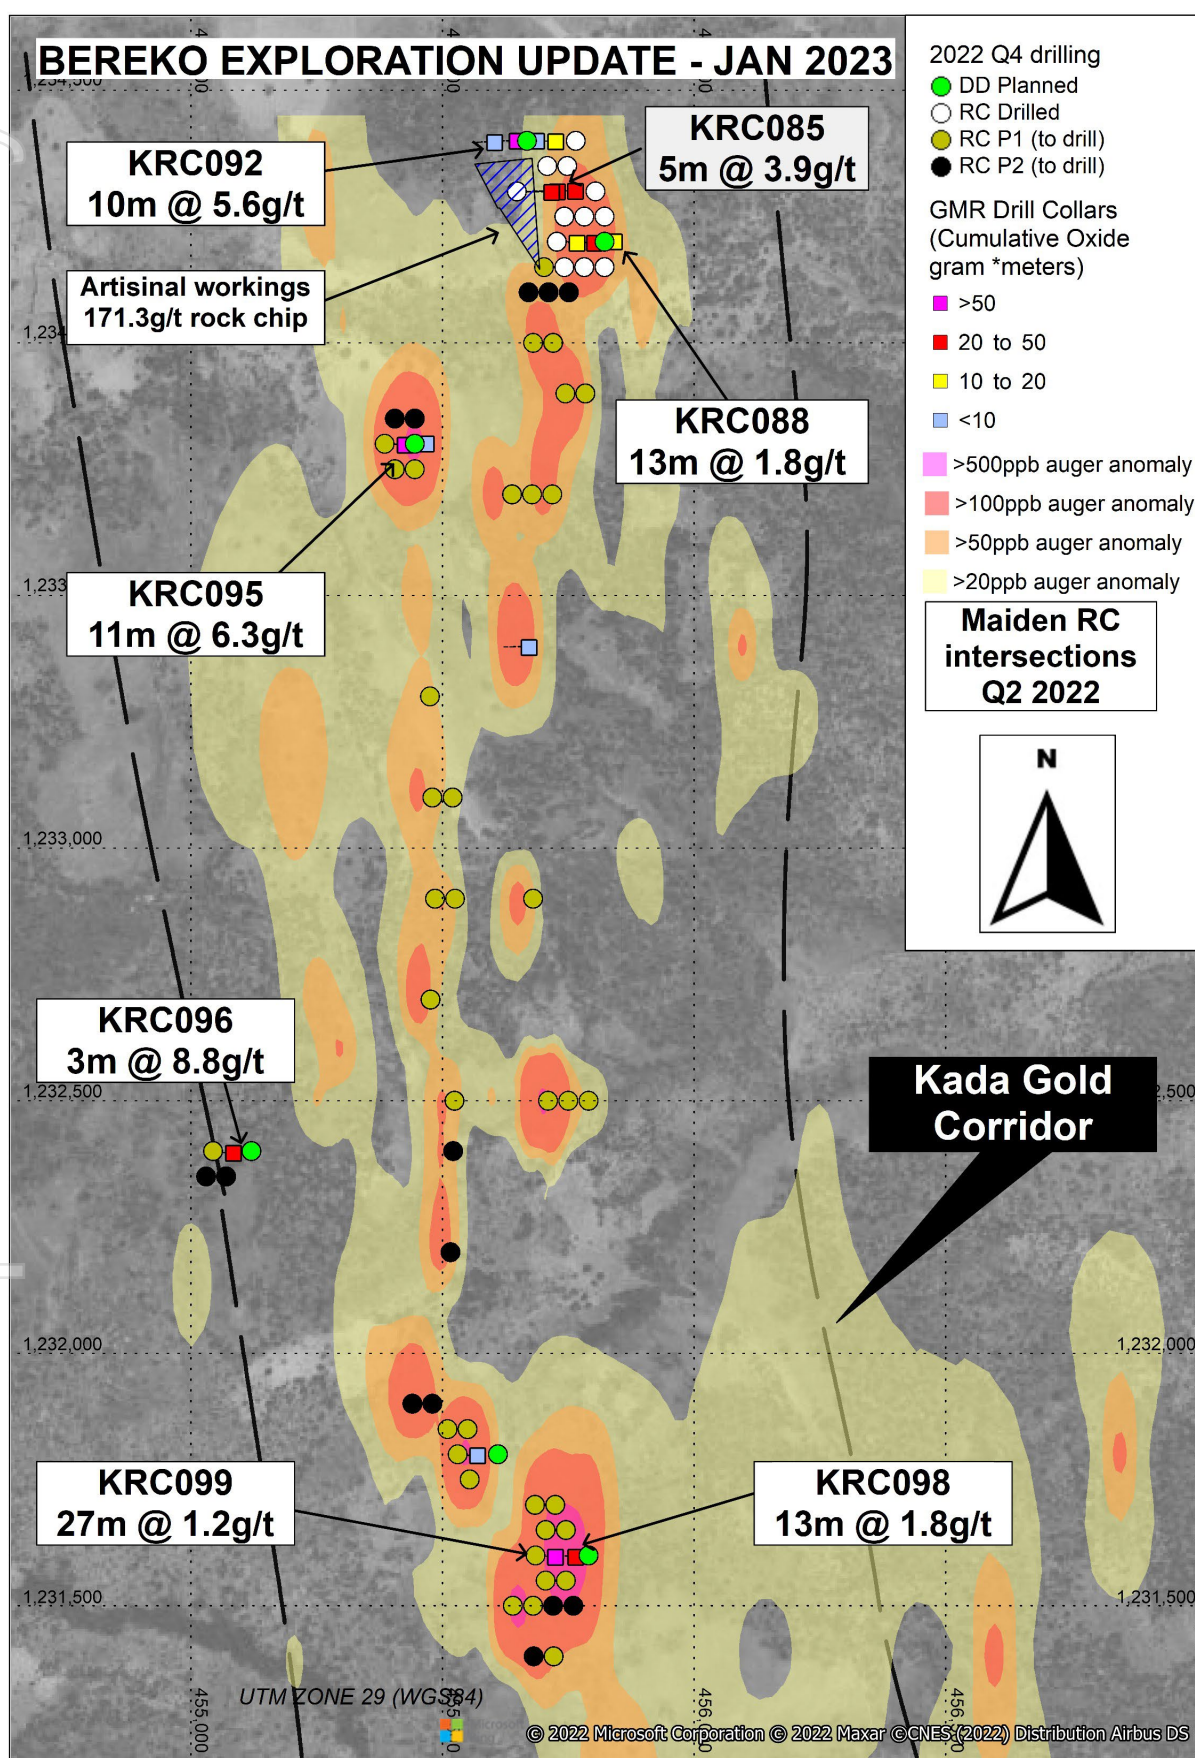 BEREKO EXPLORATION UPDATE - JAN 2023
2022 Q4 drilling
DD Planned
RC Drilled
RC P1 (to drill)
RC P2 (to drill)
GMR Drill Collars
(Cumulative Oxide
gram *meters)
>50
20 to 50
10 to 20
<10
>500ppb auger anomaly
>100ppb auger anomaly
>50ppb auger anomaly
>20ppb auger anomaly
Maiden RC
intersections
Q2 2022
N
KRC092
10m @ 5.6g/t
KRC085
5m @ 3.9g/t
Artisinal workings
171.3g/t rock chip
1,234
KRC088
13m @ 1.8g/t
1,233
KRC095
11m @ 6.3g/t
1,233,000
KRC096
3m @ 8.8g/t
1,232,500
2,500
Kada Gold
Corridor
1,232,000
1,232,000
KRC099
27m @ 1.2g/t
KRC098
13m @ 1.8g/t
1,231,500
1,231,500
455,000
UTM ZONE 29 (WGS84)
© 2022 Microsoft Corporation © 2022 Maxar ©CNES (2022) Distribution Airbus DS